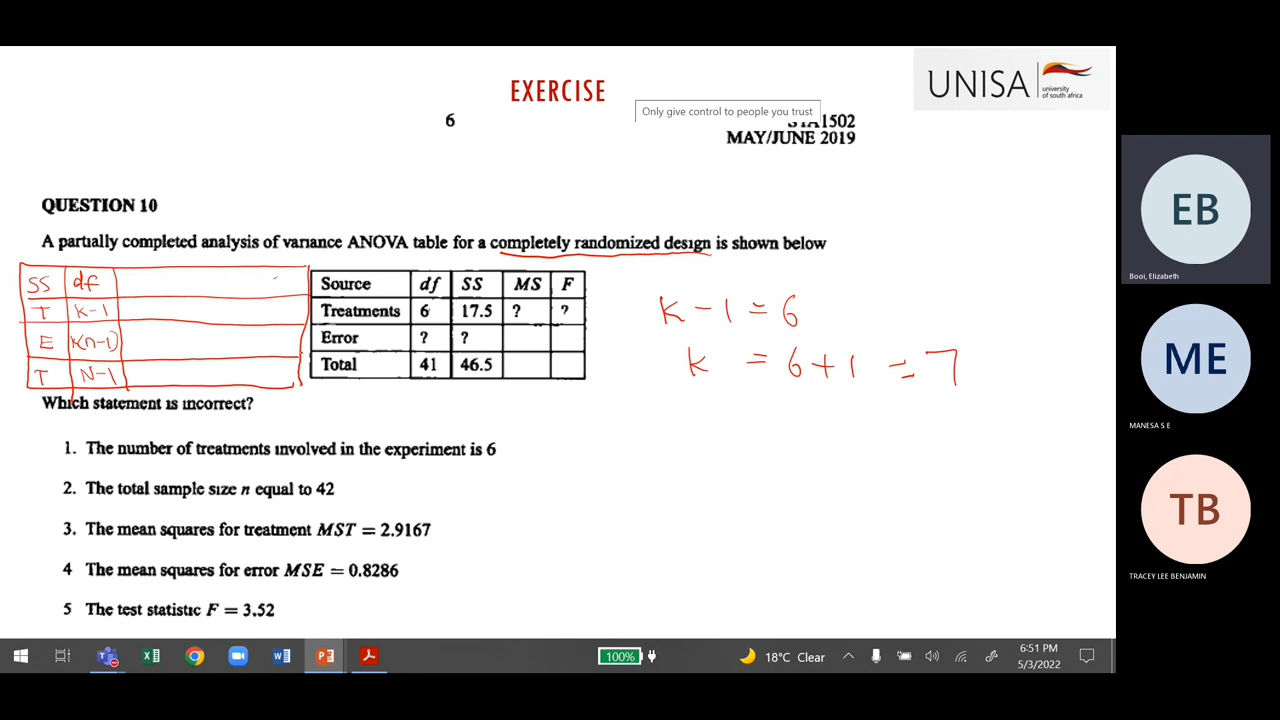 EXERCISE
UNISA
university
of south africa
Only give control to people you trust
6
1502
MAY/JUNE 2019
QUESTION 10
A partially completed analysis of variance ANOVA table for a completely randomized design is shown below
SS df
T k-1
E k(n-1)
T N-1
Source df SS MS F
Treatments 6 17.5 ? ?
Error ? ?
Total 41 46.5
k - 1 = 6
k = 6+1 = 7
Which statement is incorrect?
1. The number of treatments involved in the experiment is 6
2. The total sample size n equal to 42
3. The mean squares for treatment MST = 2.9167
4 The mean squares for error MSE = 0.8286
5 The test statistic F = 3.52
EB
Booi, Elizabeth
ME
MANESA S E
TB
TRACEY LEE BENJAMIN
100%
18°C Clear
6:51 PM
5/3/2022